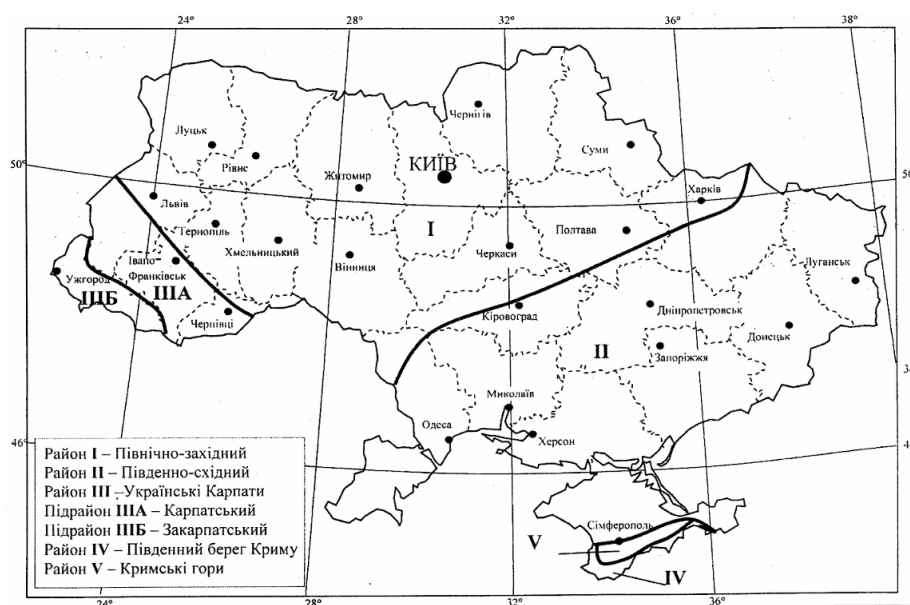 24°
28°
32°
36°
38°
50°
50
Луцьк
Рівне
Житомир
КИЇВ
Чернігів
Суми
Харків
Львів
Тернопіль
Хмельницький
Вінниця
I
Черкаси
Полтава
Луганськ
Івано-
Франківськ
Ужгород
IIIБ
IIIА
Чернівці
Кіровоград
Дніпропетровськ
Донецьк
II
Запоріжжя
Миколаїв
Одеса
Херсон
46°
4
3
Район I – Північно-західний
Район II – Південно-східний
Район III –Українські Карпати
Підрайон IIIА – Карпатський
Підрайон IIIБ – Закарпатський
Район IV – Південний берег Криму
Район V – Кримські гори
Сімферополь
V
IV
24°
28°
32°
36°